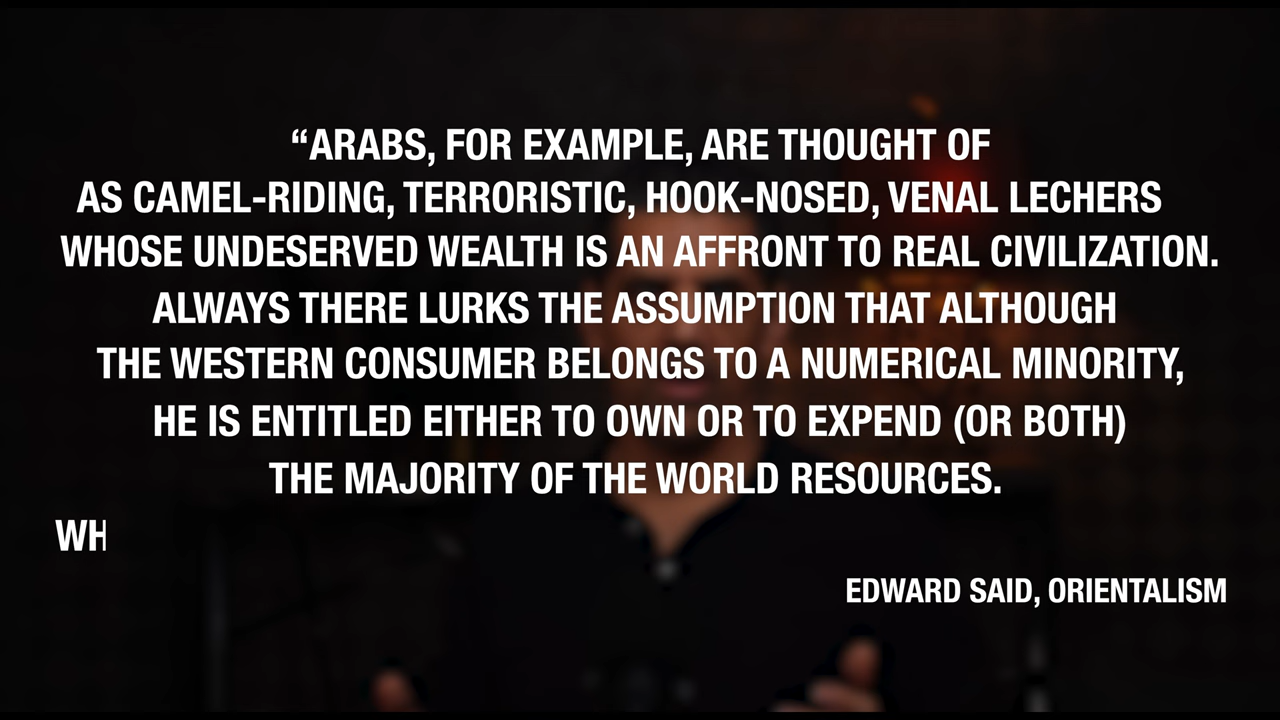 “ARABS, FOR EXAMPLE, ARE THOUGHT OF
AS CAMEL-RIDING, TERRORISTIC, HOOK-NOSED, VENAL LECHERS
WHOSE UNDESERVED WEALTH IS AN AFFRONT TO REAL CIVILIZATION.
ALWAYS THERE LURKS THE ASSUMPTION THAT ALTHOUGH
THE WESTERN CONSUMER BELONGS TO A NUMERICAL MINORITY,
HE IS ENTITLED EITHER TO OWN OR TO EXPEND (OR BOTH)
THE MAJORITY OF THE WORLD RESOURCES.
WH
EDWARD SAID, ORIENTALISM